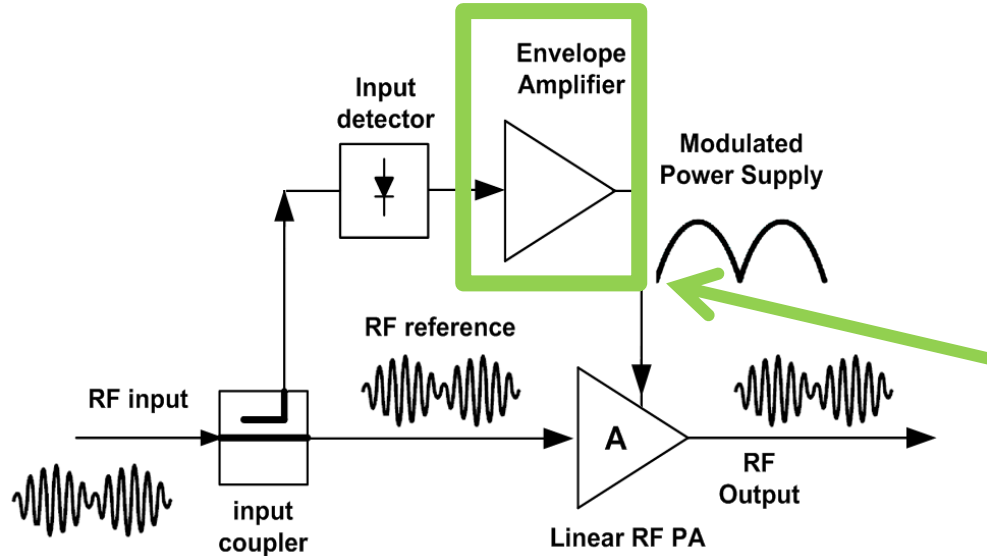 Envelope
Amplifier
Input
detector
Modulated
Power Supply
RF reference
RF input
A
RF
Output
input
coupler
Linear RF PA